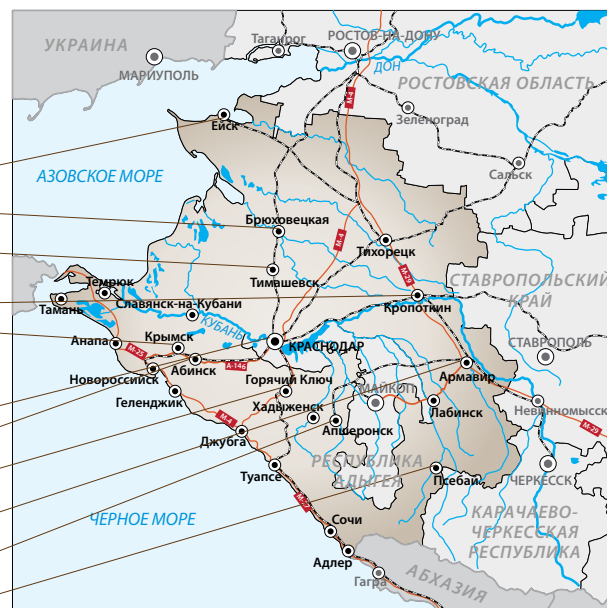 УКРАИНА
Таганрог
РОСТОВ-НА-ДОНУ
МАРИУПОЛЬ
ДОН
РОСТОВСКАЯ ОБЛАСТЬ
М-4
Зеленоград
Ейск
АЗОВСКОЕ МОРЕ
Сальск
Брюховецкая
М-4
Тихорецк
Тимашевск
М-29
СТАВРОПОЛЬСКИЙ
КРАЙ
Темрюк
Тамань
Славянск-на-Кубани
КУБАНЬ
Кропоткин
Анапа
Крымск
КРАСНОДАР
СТАВРОПОЛЬ
М-25
Абинск
А-146
Новороссийск
Горячий Ключ
МАЙКОП
Армавир
Геленджик
Хадыженск
Лабинск
Невинномысск
М-4
Апшеронск
М-29
Джубга
РЕСПУБЛИКА
АДЫГЕЯ
Туапсе
Псебай
ЧЕРКЕССК
М-27
КАРАЧАЕВО-
ЧЕРКЕССКАЯ
РЕСПУБЛИКА
ЧЕРНОЕ МОРЕ
Сочи
Адлер
АБХАЗИЯ
Гагра